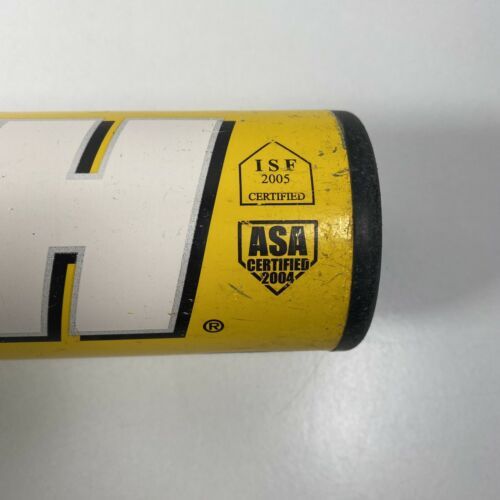 H
I S F
2005
CERTIFIED
ASA
CERTIFIED
2004
®